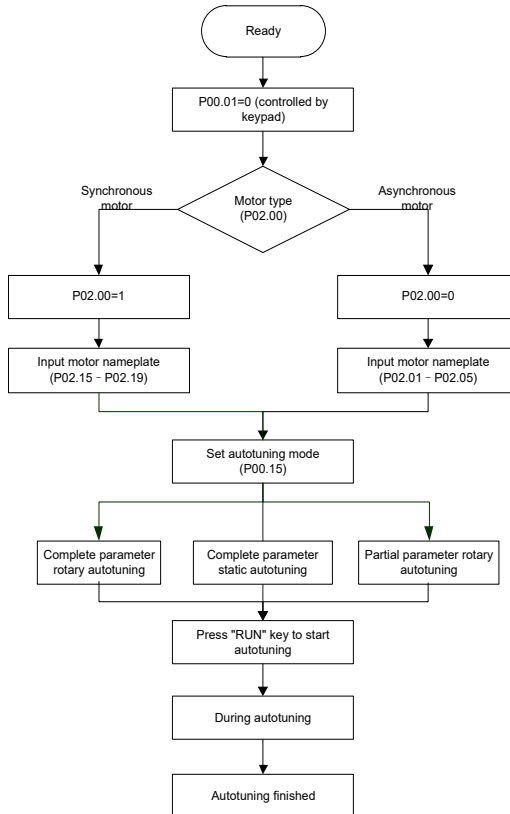 Ready
P00.01=0 (controlled by
keypad)
Synchronous
motor
Motor type
(P02.00)
Asynchronous
motor
P02.00=1
P02.00=0
Input motor nameplate
(P02.15–P02.19)
Input motor nameplate
(P02.01–P02.05)
Set autotuning mode
(P00.15)
Complete parameter
rotary autotuning
Complete parameter
static autotuning
Partial parameter rotary
autotuning
Press "RUN" key to start
autotuning
During autotuning
Autotuning finished